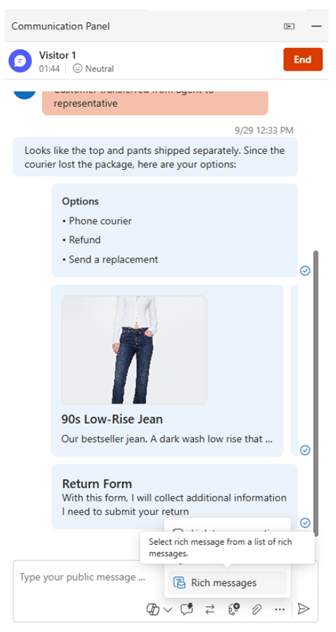 Communication Panel
Visitor 1
01:44
Neutral
End
customer transferred from agent to
representative
9/29 12:33 PM
Looks like the top and pants shipped separately. Since the
courier lost the package, here are your options:
Options
• Phone courier
• Refund
• Send a replacement
90s Low-Rise Jean
Our bestseller jean. A dark wash low rise that ...
Return Form
With this form, I will collect additional information
I need to submit your return
Select rich message from a list of rich
messages.
Rich messages
Type your public message ...